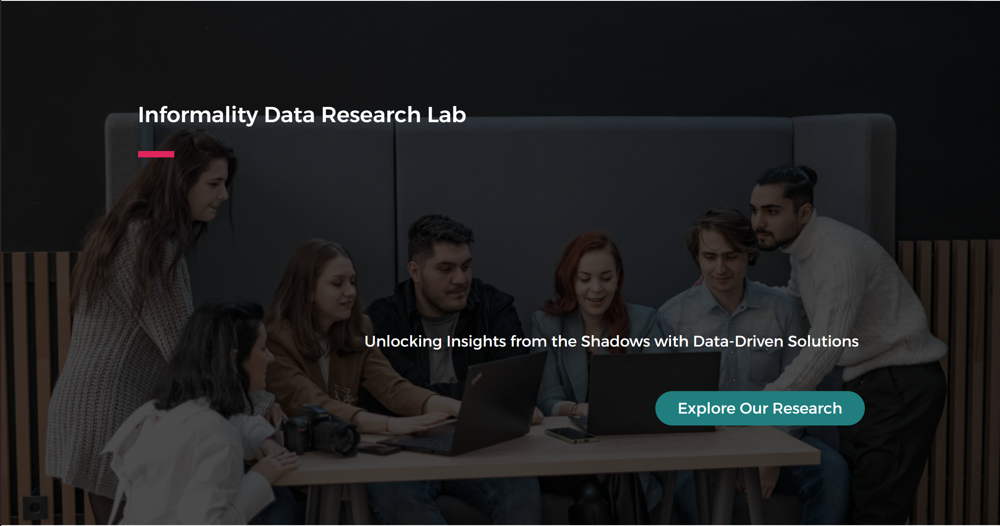 Informality Data Research Lab
Unlocking Insights from the Shadows with Data-Driven Solutions
Explore Our Research